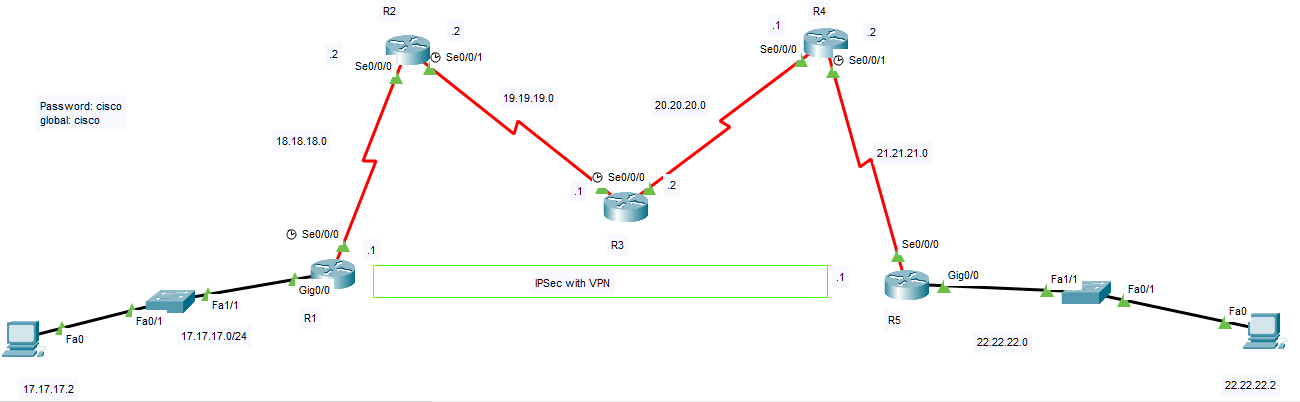 R2
R4
.2
.1
.2
.2
Se0/0/0
Se0/0/1
Se0/0/0
Se0/0/1
Password: cisco
global: cisco
19.19.19.0
20.20.20.0
18.18.18.0
21.21.21.0
Se0/0/0
.1
.2
R3
Se0/0/0
.1
Se0/0/0
Gig0/0
IPSec with VPN
.1
Gig0/0
Fa1/1
Fa0/1
R1
R5
Fa1/1
Fa0/1
Fa0
17.17.17.0/24
22.22.22.0
Fa0
17.17.17.2
22.22.22.2